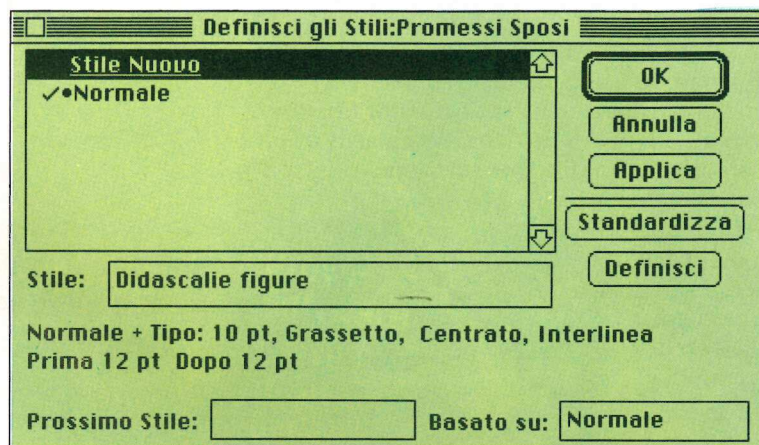 Definisci gli Stili:Promessi Sposi
Stile Nuovo
✓•Normale
OK
Annulla
Applica
Standardizza
Definisci
Stile: Didascalie figure
Normale + Tipo: 10 pt, Grassetto, Centrato, Interlinea
Prima 12 pt Dopo 12 pt
Prossimo Stile:
Basato su: Normale